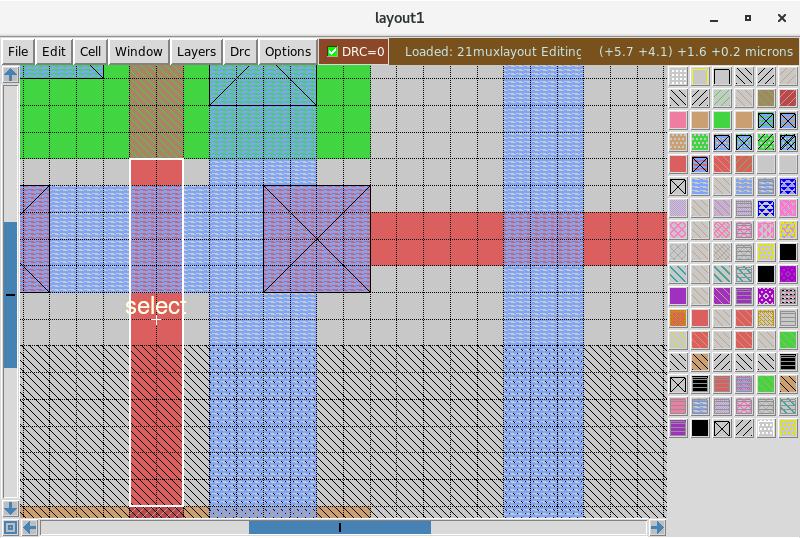 layout1
File Edit Cell Window Layers Drc Options DRC=0 Loaded: 21muxlayout Editing (+5.7 +4.1) +1.6 +0.2 microns
select